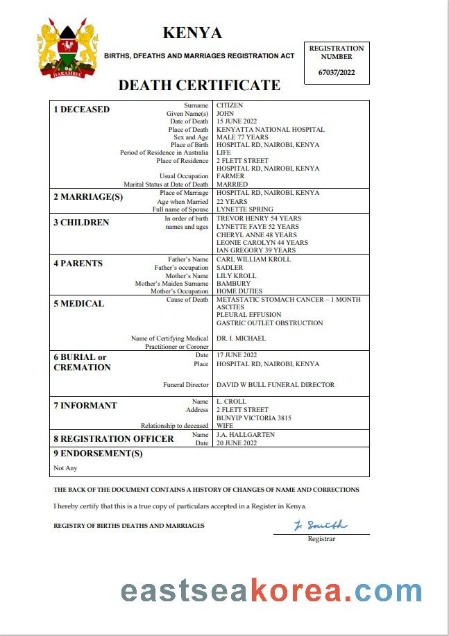 KENYA
BIRTHS, DFEATHS AND MARRIAGES REGISTRATION ACT
REGISTRATION
NUMBER
67037/2022
HARAMBEE
DEATH CERTIFICATE
1 DECEASED
Surname CITIZEN
Given Name(s) JOHN
Date of Death 15 JUNE 2022
Place of Death KENYATTA NATIONAL HOSPITAL
Sex and Age MALE 77 YEARS
Place of Birth HOSPITAL RD, NAIROBI, KENYA
Period of Residence in Australia LIFE
Place of Residence 2 FLETT STREET
HOSPITAL RD, NAIROBI, KENYA
Usual Occupation FARMER
Marital Status at Date of Death MARRIED
2 MARRIAGE(S)
Place of Marriage HOSPITAL RD, NAIROBI, KENYA
Age when Married 22 YEARS
Full name of Spouse LYNETTE SPRING
3 CHILDREN
In order of birth TREVOR HENRY 54 YEARS
names and ages LYNETTE FAYE 52 YEARS
CHERYL ANNE 48 YEARS
LEONIE CAROLYN 44 YEARS
IAN GREGORY 39 YEARS
4 PARENTS
Father's Name CARL WILLIAM KROLL
Father's occupation SADLER
Mother's Name LILY KROLL
Mother's Maiden Surname BAMBURY
Mother's Occupation HOME DUTIES
5 MEDICAL
Cause of Death METASTATIC STOMACH CANCER – 1 MONTH
ASCITES
PLEURAL EFFUSION
GASTRIC OUTLET OBSTRUCTION
Name of Certifying Medical DR. I. MICHAEL
Practitioner or Coroner
6 BURIAL or
CREMATION
Date 17 JUNE 2022
Place HOSPITAL RD, NAIROBI, KENYA
Funeral Director DAVID W BULL FUNERAL DIRECTOR
7 INFORMANT
Name L. CROLL
Address 2 FLETT STREET
BUNYIP VICTORIA 3815
Relationship to deceased WIFE
8 REGISTRATION OFFICER
Name J.A. HALLGARTEN
Date 20 JUNE 2022
9 ENDORSEMENT(S)
Not Any
THE BACK OF THE DOCUMENT CONTAINS A HISTORY OF CHANGES OF NAME AND CORRECTIONS
I hereby certify that this is a true copy of particulars accepted in a Register in Kenya.
REGISTRY OF BIRTHS DEATHS AND MARRIAGES
J. Smith
Registrar
eastseakorea.com